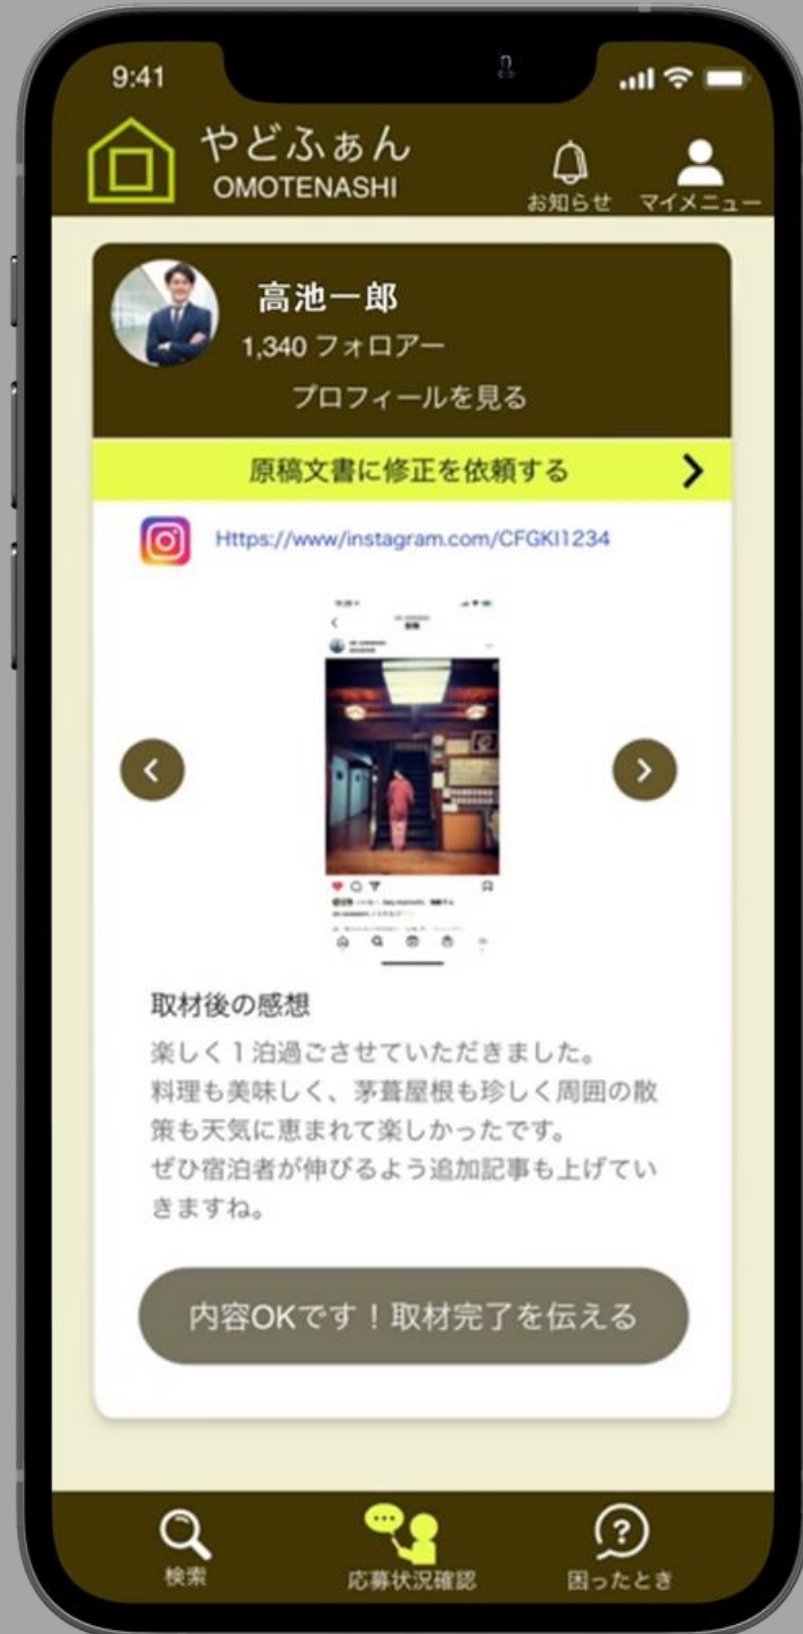 9:41
やどふぁん
OMOTENASHI
お知らせ
マイメニュー
高池一郎
1,340 フォロアー
プロフィールを見る
原稿文書に修正を依頼する
Https://www/instagram.com/CFGKI1234
取材後の感想
楽しく1泊過ごさせていただきました。
料理も美味しく、茅葺屋根も珍しく周囲の散
策も天気に恵まれて楽しかったです。
ぜひ宿泊者が伸びるよう追加記事も上げてい
きますね。
内容OKです！取材完了を伝える
検索
応募状況確認
困ったとき